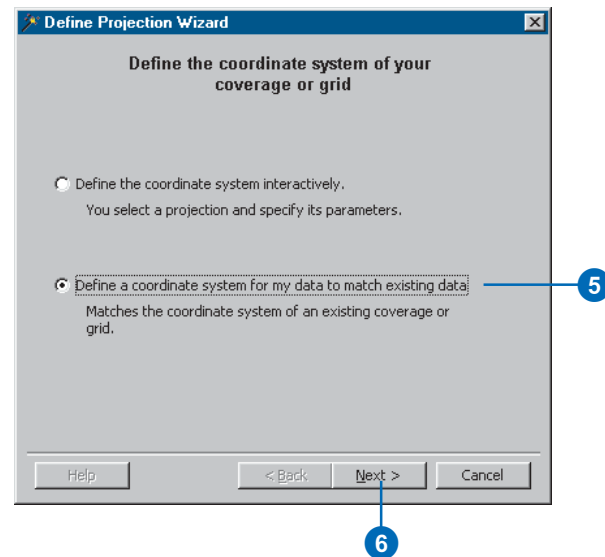 Define Projection Wizard
Define the coordinate system of your
coverage or grid
Define the coordinate system interactively.
You select a projection and specify its parameters.
Define a coordinate system for my data to match existing data
5
Matches the coordinate system of an existing coverage or
grid.
Help
< Back
Next >
Cancel
6